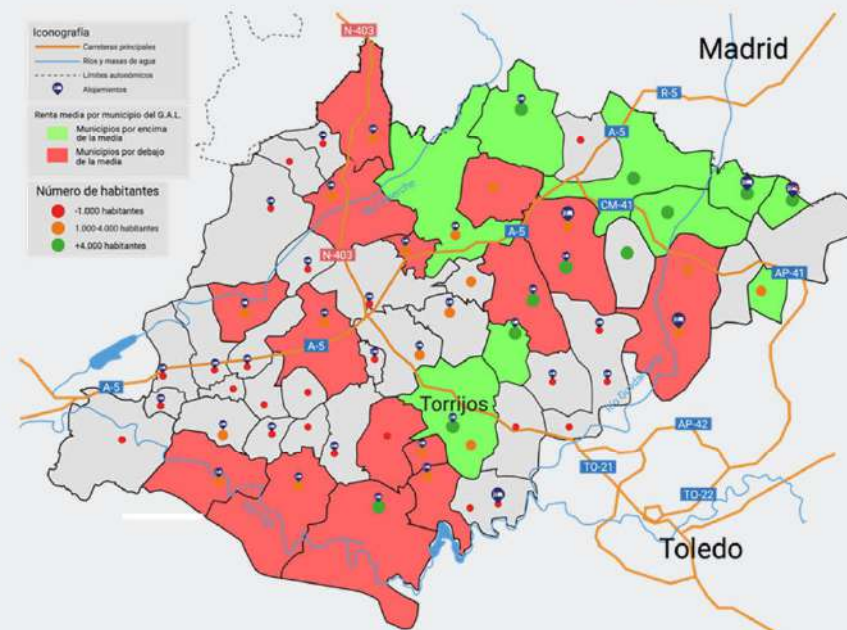 Iconografía
Carreteras principales
Ríos y masas de agua
Límites autonómicos
Alojamientos
Renta media por municipio del G.A.L.
Municipios por encima
de la media
Municipios por debajo
de la media
Número de habitantes
-1.000 habitantes
1.000-4.000 habitantes
+4.000 habitantes
N-403
Madrid
R-5
A-5
CM-41
A-5
N-403
AP-41
A-5
A-5
Torrijos
AP-42
TO-21
TO-22
Toledo